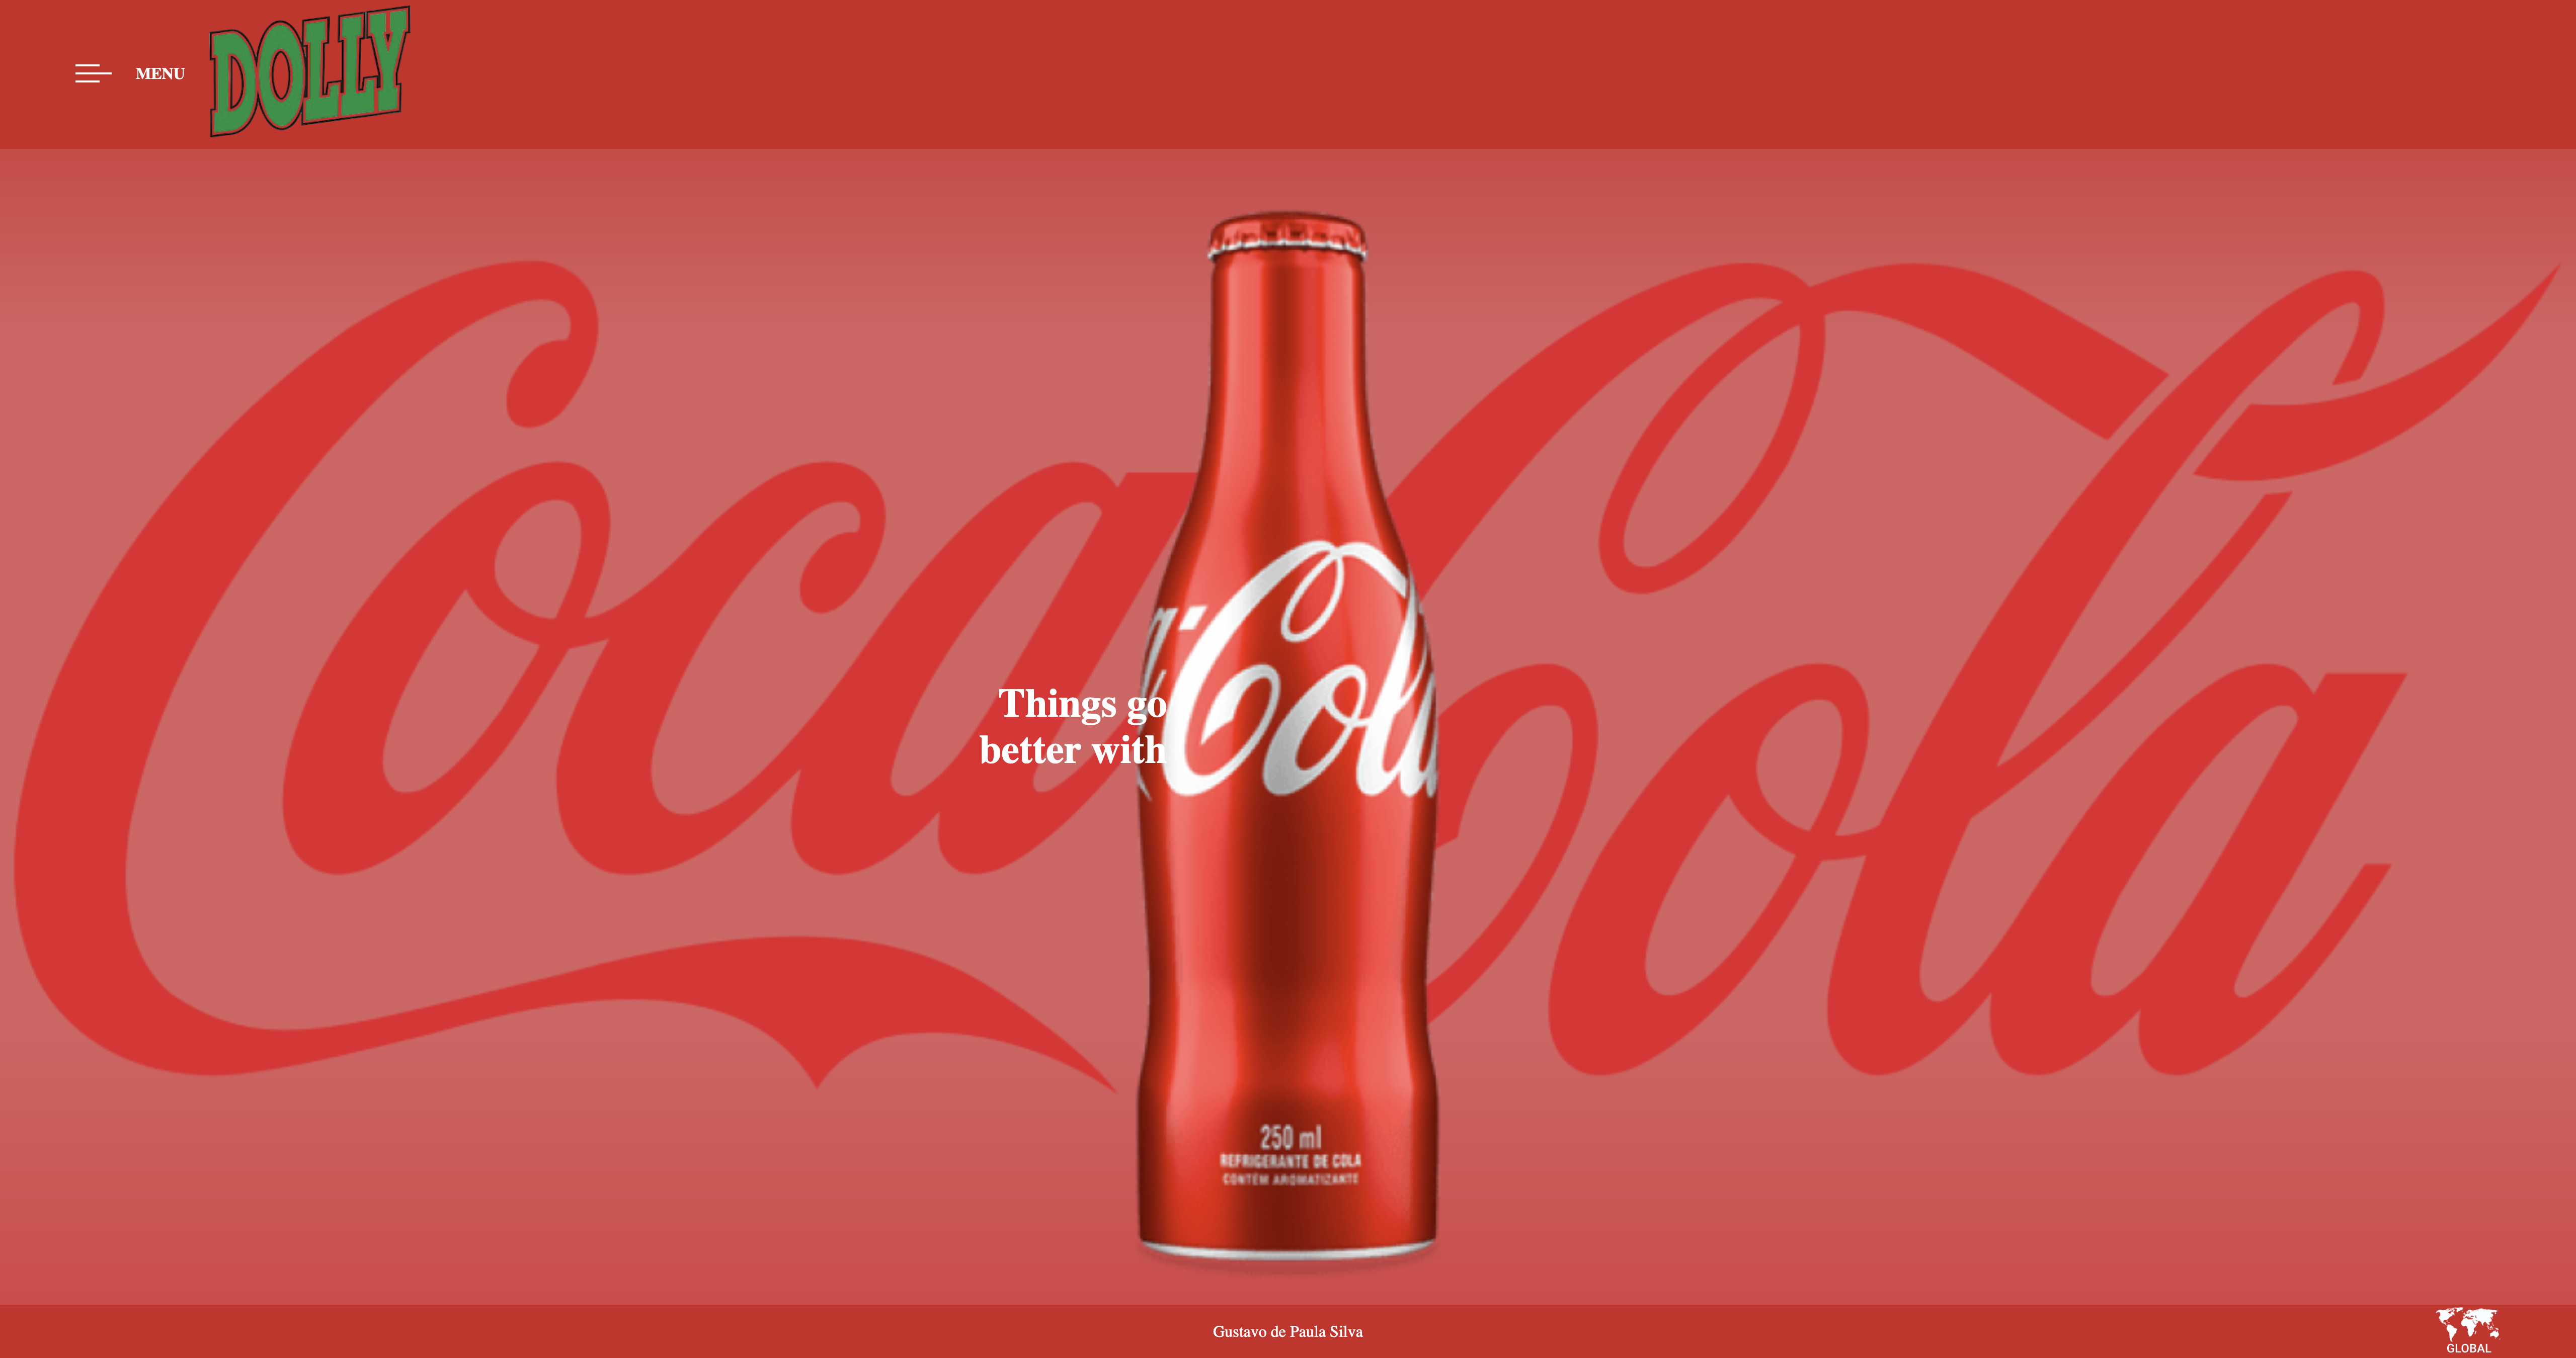 MENU
DOLLY
Coca Cola
Things go
better with
Cola
250 ml
REFRIGERANTE DE COLA
CONTÉM AROMATIZANTE
Gustavo de Paula Silva
GLOBAL